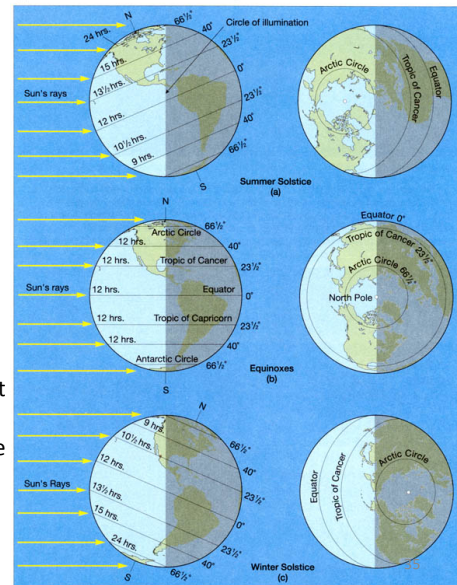 N
24 hrs.
66½°
40°
23½°
Circle of illumination
15 hrs.
13½ hrs.
0°
Sun's rays
12 hrs.
23½°
10½ hrs.
40°
9 hrs.
66½°
S
Arctic Circle
Tropic of Cancer
Equator
Summer Solstice
(a)
N
66½°
Arctic Circle
12 hrs.
40°
12 hrs.
Tropic of Cancer
23½°
Sun's rays
12 hrs.
Equator
0°
12 hrs.
Tropic of Capricorn
23½°
12 hrs.
40°
Antarctic Circle
66½°
S
Equator 0°
Tropic of Cancer 23½°
Arctic Circle 66½°
North Pole
Equinoxes
(b)
t
e
N
9 hrs.
66½°
10½ hrs.
40°
12 hrs.
23½°
Sun's Rays
13½ hrs.
0°
15 hrs.
24 hrs.
23½°
40°
66½°
S
Equator
Tropic of Cancer
Arctic Circle
Winter Solstice
(c)